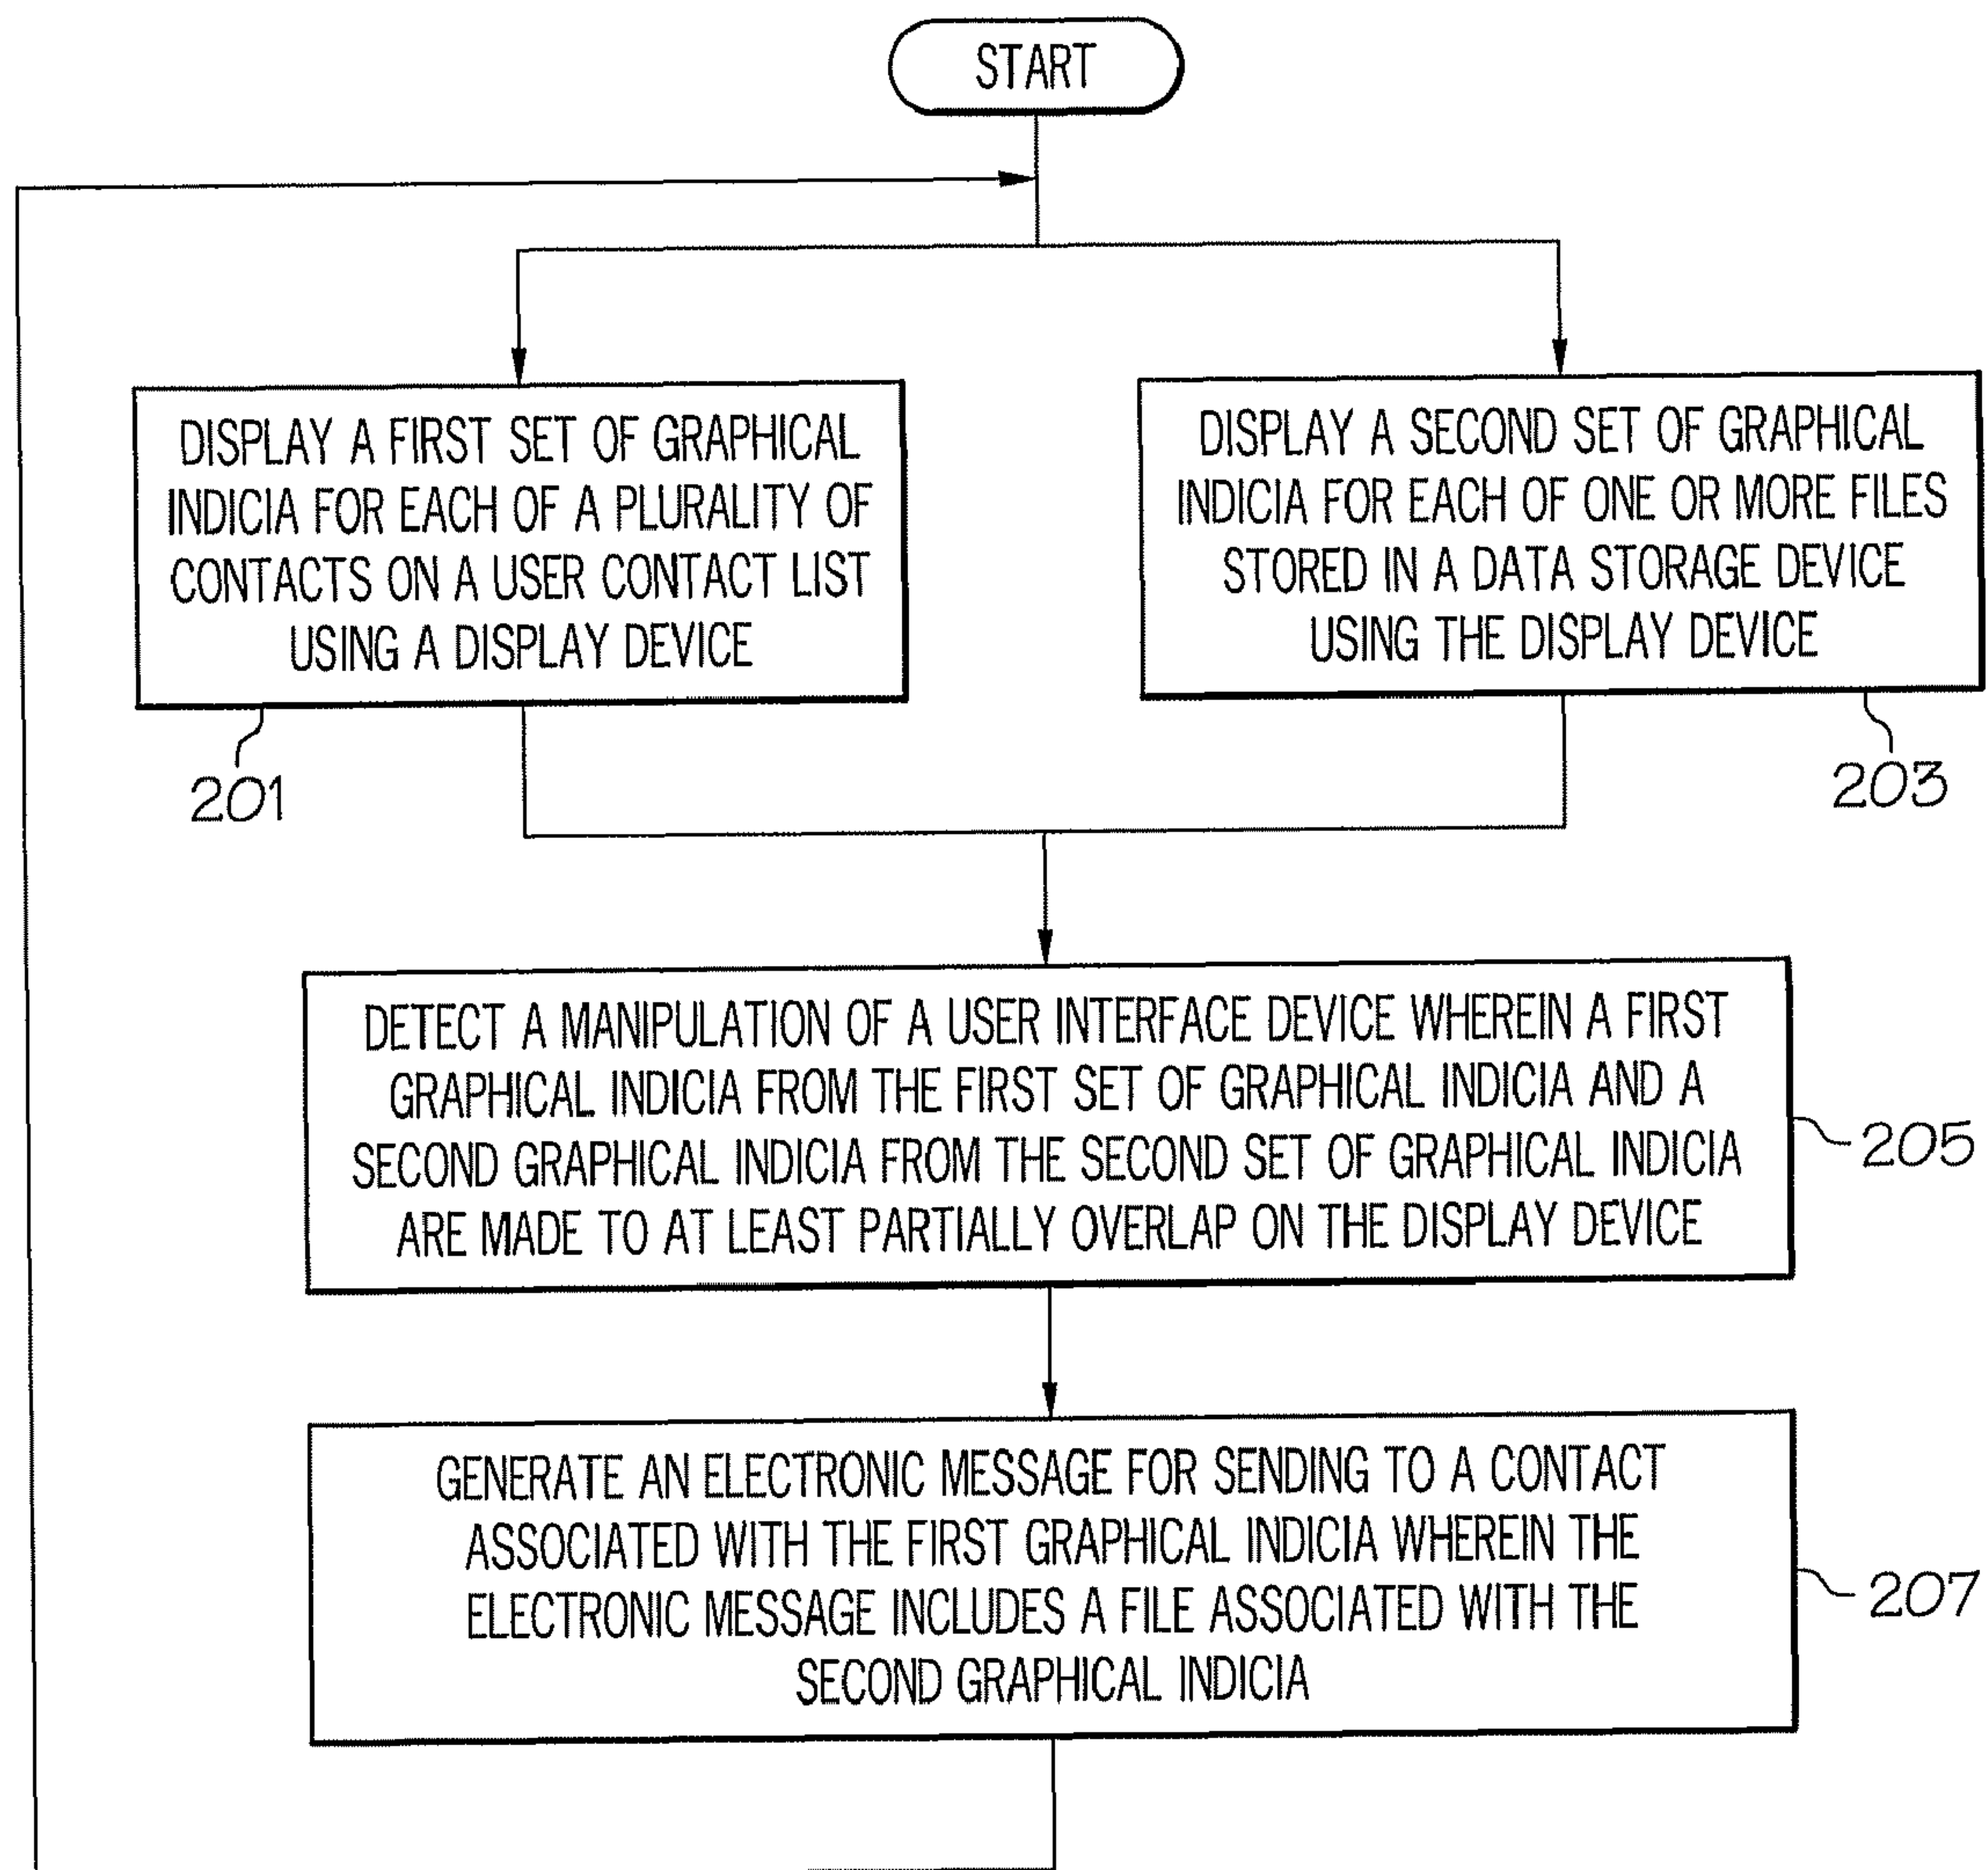 START
DISPLAY A FIRST SET OF GRAPHICAL
INDICIA FOR EACH OF A PLURALITY OF
CONTACTS ON A USER CONTACT LIST
USING A DISPLAY DEVICE
201
DISPLAY A SECOND SET OF GRAPHICAL
INDICIA FOR EACH OF ONE OR MORE FILES
STORED IN A DATA STORAGE DEVICE
USING THE DISPLAY DEVICE
203
DETECT A MANIPULATION OF A USER INTERFACE DEVICE WHEREIN A FIRST
GRAPHICAL INDICIA FROM THE FIRST SET OF GRAPHICAL INDICIA AND A
SECOND GRAPHICAL INDICIA FROM THE SECOND SET OF GRAPHICAL INDICIA
ARE MADE TO AT LEAST PARTIALLY OVERLAP ON THE DISPLAY DEVICE
205
GENERATE AN ELECTRONIC MESSAGE FOR SENDING TO A CONTACT
ASSOCIATED WITH THE FIRST GRAPHICAL INDICIA WHEREIN THE
ELECTRONIC MESSAGE INCLUDES A FILE ASSOCIATED WITH THE
SECOND GRAPHICAL INDICIA
207